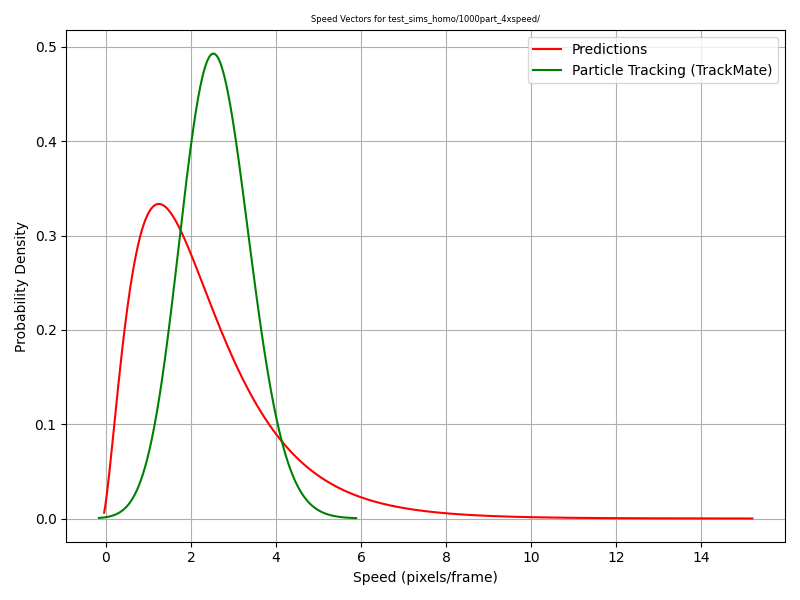 Speed Vectors for test_sims_homo/1000part_4xspeed/
Predictions
Particle Tracking (TrackMate)
0.5
0.4
0.3
0.2
0.1
0.0
Probability Density
0 2 4 6 8 10 12 14
Speed (pixels/frame)